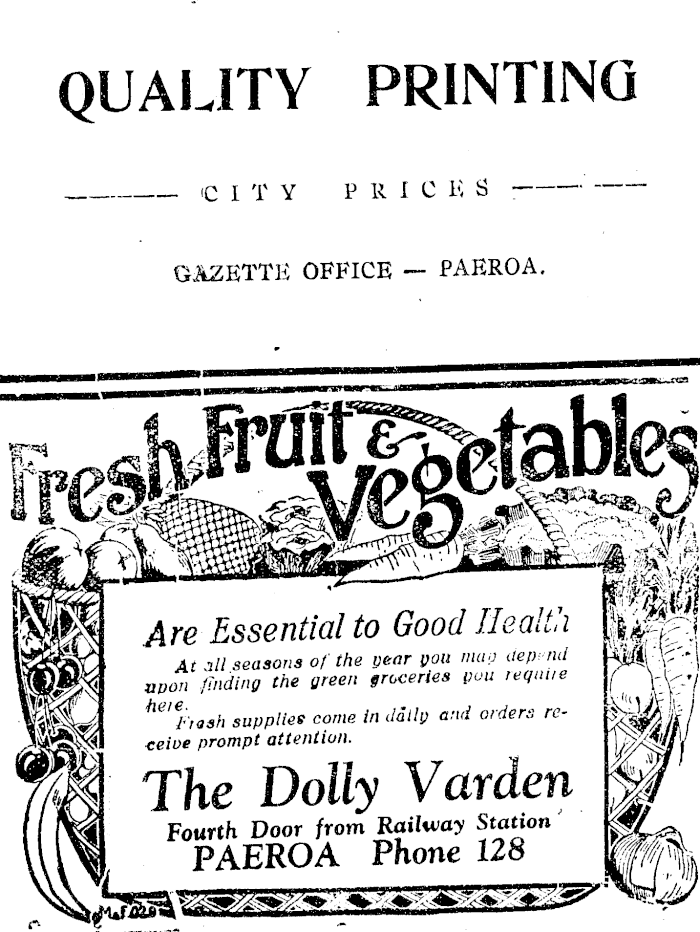 QUALITY PRINTING
CITY PRICES
GAZETTE OFFICE — PAEROA.
Fresh Fruit & Vegetables
Are Essential to Good Health
At all seasons of the year you may depend
upon finding the green groceries you require
here.
Fresh supplies come in daily and orders re-
ceive prompt attention.
The Dolly Varden
Fourth Door from Railway Station
PAEROA Phone 128